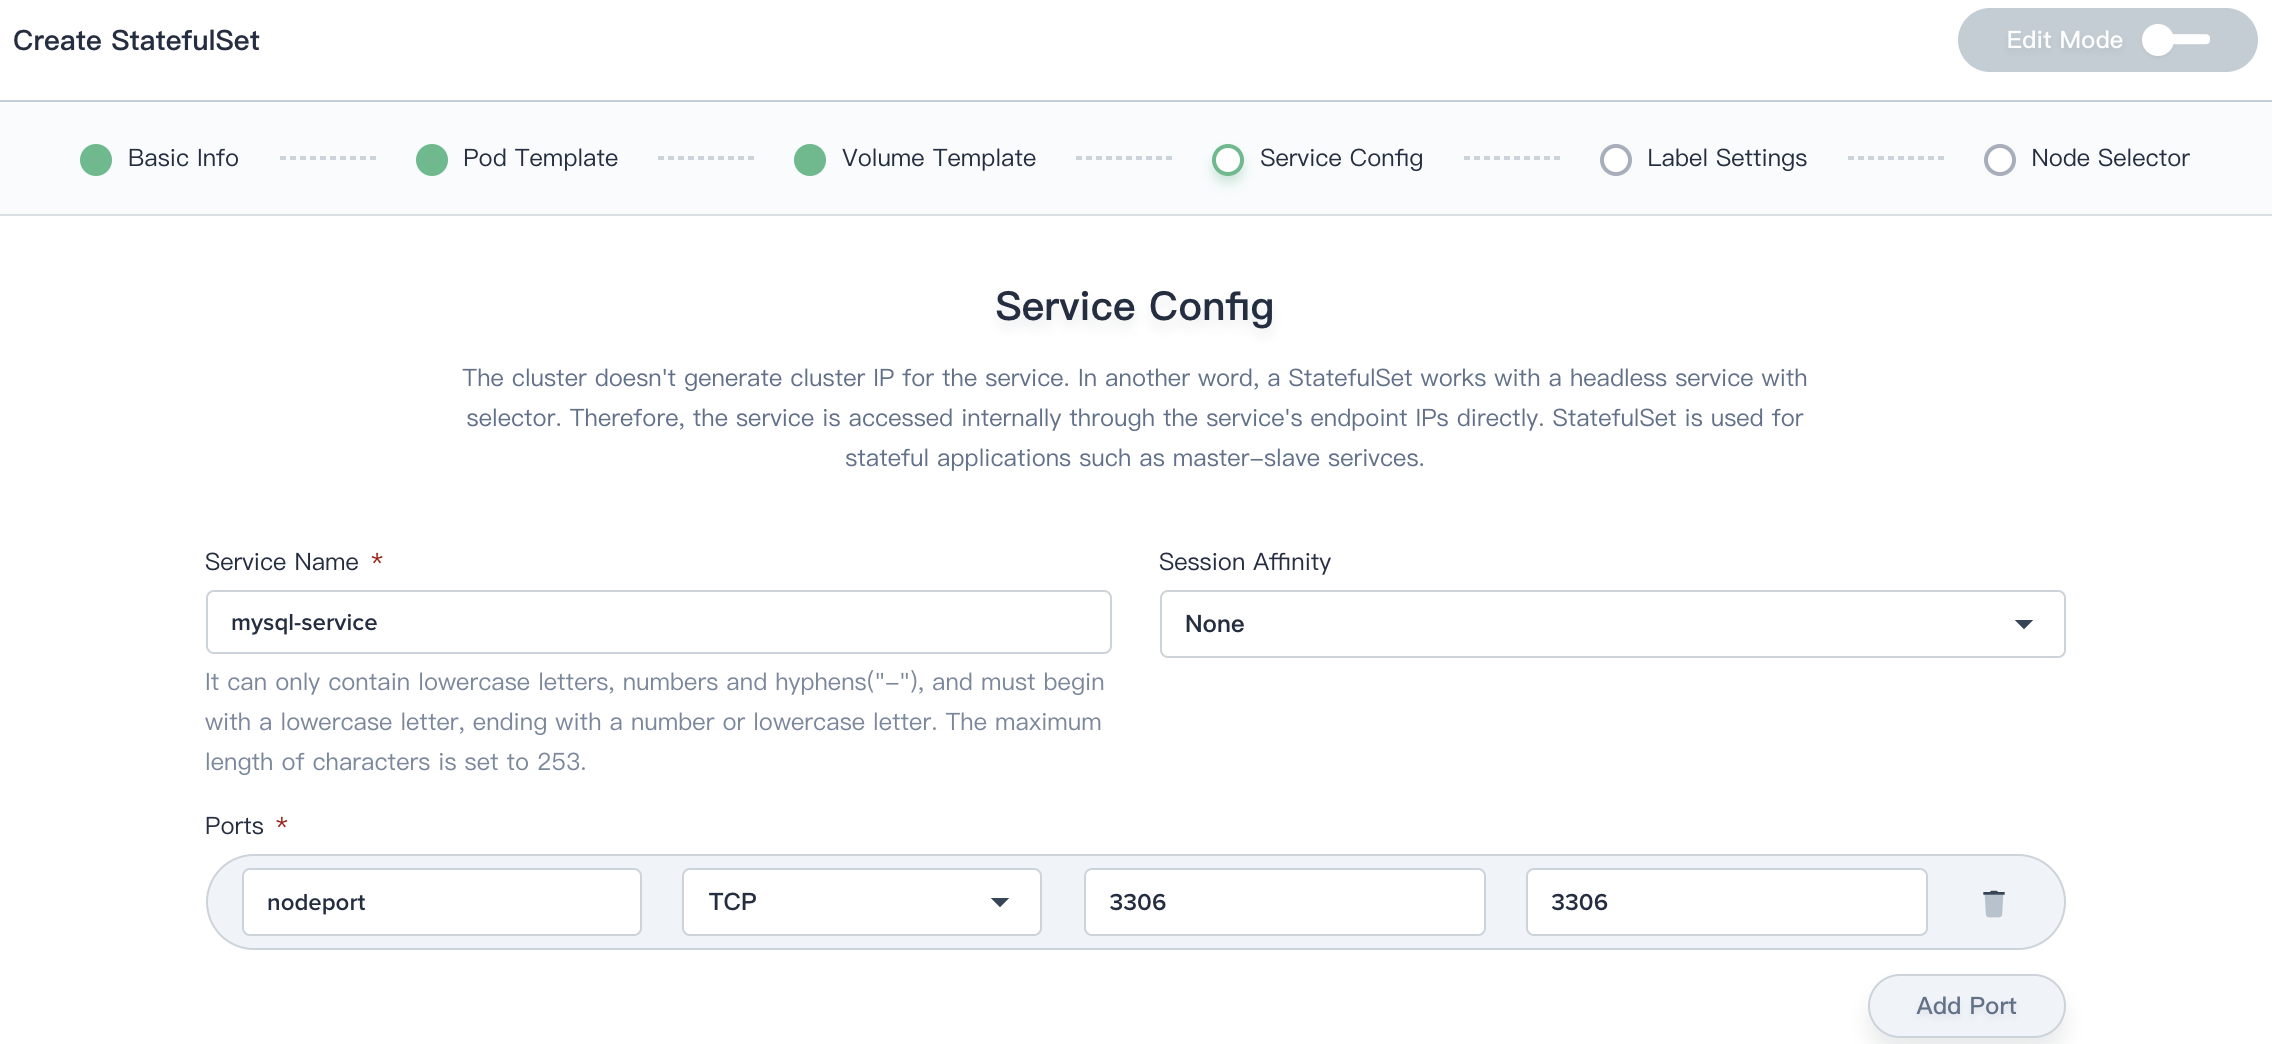 Create StatefulSet
Edit Mode
Basic Info
Pod Template
Volume Template
Service Config
Label Settings
Node Selector
Service Config
The cluster doesn't generate cluster IP for the service. In another word, a StatefulSet works with a headless service with
selector. Therefore, the service is accessed internally through the service's endpoint IPs directly. StatefulSet is used for
stateful applications such as master-slave serivces.
Service Name *
Session Affinity
mysql-service
None
It can only contain lowercase letters, numbers and hyphens("-"), and must begin
with a lowercase letter, ending with a number or lowercase letter. The maximum
length of characters is set to 253.
Ports *
nodeport
TCP
3306
3306
Add Port